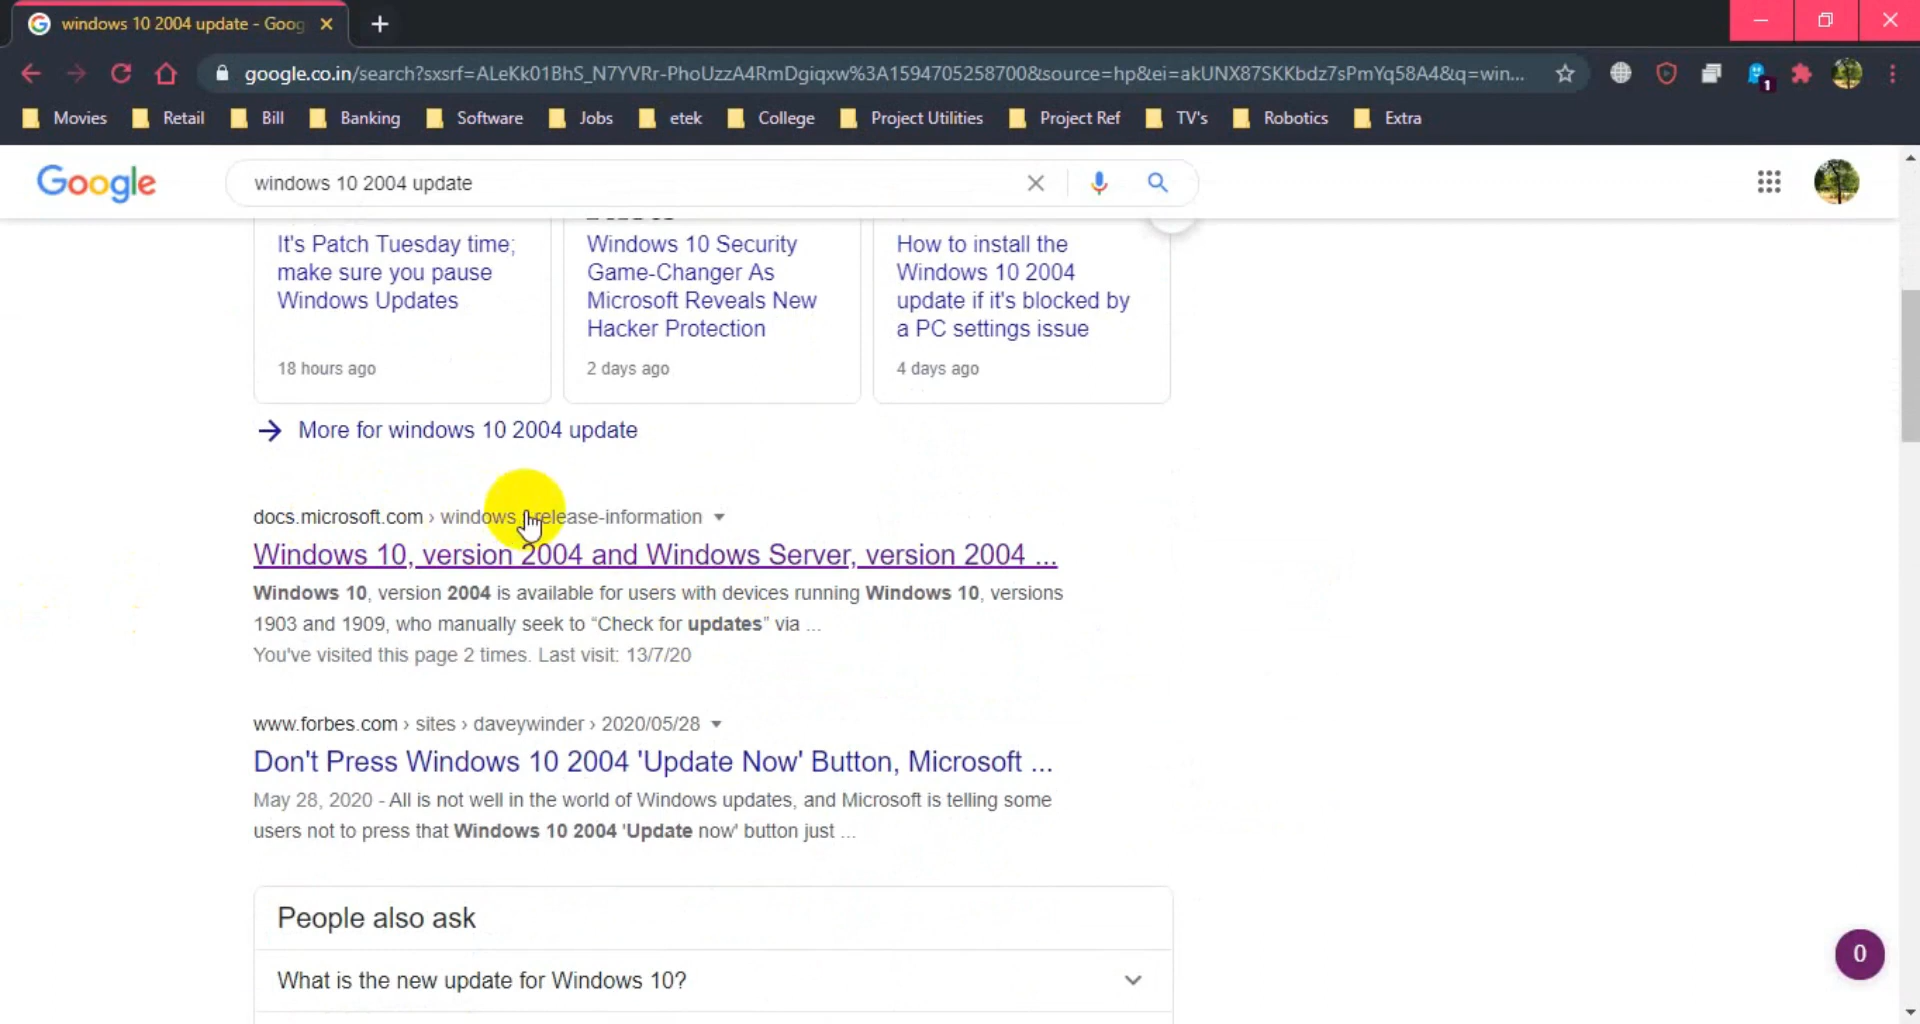 windows 10 2004 update - Goog
google.co.in/search?sxsrf=ALeKk01BhS_N7YVRr-PhoUzzA4RmDgiqxw%3A1594705258700&source=hp&ei=akUNX87SKKbdz7sPmYq58A4&q=win...
1
Movies Retail Bill Banking Software Jobs etek College Project Utilities Project Ref TV's Robotics Extra
Google
windows 10 2004 update
It's Patch Tuesday time;
make sure you pause
Windows Updates
18 hours ago
Windows 10 Security
Game-Changer As
Microsoft Reveals New
Hacker Protection
2 days ago
How to install the
Windows 10 2004
update if it's blocked by
a PC settings issue
4 days ago
More for windows 10 2004 update
docs.microsoft.com › windows › release-information
Windows 10, version 2004 and Windows Server, version 2004 ...
Windows 10, version 2004 is available for users with devices running Windows 10, versions
1903 and 1909, who manually seek to “Check for updates” via ...
You've visited this page 2 times. Last visit: 13/7/20
www.forbes.com › sites › daveywinder › 2020/05/28
Don't Press Windows 10 2004 'Update Now' Button, Microsoft ...
May 28, 2020 - All is not well in the world of Windows updates, and Microsoft is telling some
users not to press that Windows 10 2004 'Update now' button just ...
People also ask
What is the new update for Windows 10?
0